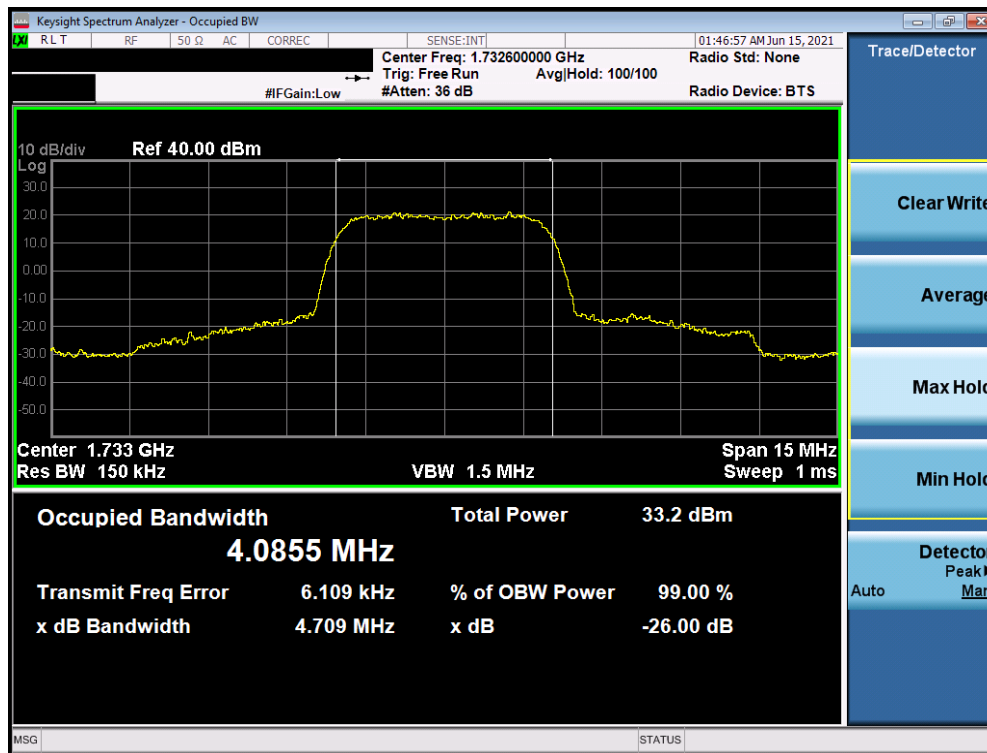 Keysight Spectrum Analyzer - Occupied BW
LXI R L T RF 50 Ω AC CORREC SENSE:INT 01:46:57 AM Jun 15, 2021
Center Freq: 1.732600000 GHz Radio Std: None
Trig: Free Run Avg|Hold: 100/100
#IFGain:Low #Atten: 36 dB Radio Device: BTS
10 dB/div Ref 40.00 dBm
Log
30.0
20.0
10.0
0.00
-10.0
-20.0
-30.0
-40.0
-50.0
Center 1.733 GHz Span 15 MHz
Res BW 150 kHz VBW 1.5 MHz Sweep 1 ms
Occupied Bandwidth Total Power 33.2 dBm
4.0855 MHz
Transmit Freq Error 6.109 kHz % of OBW Power 99.00 %
x dB Bandwidth 4.709 MHz x dB -26.00 dB
MSG STATUS
Trace/Detector
Clear Write
Average
Max Hold
Min Hold
Detector
Peak
Auto Man